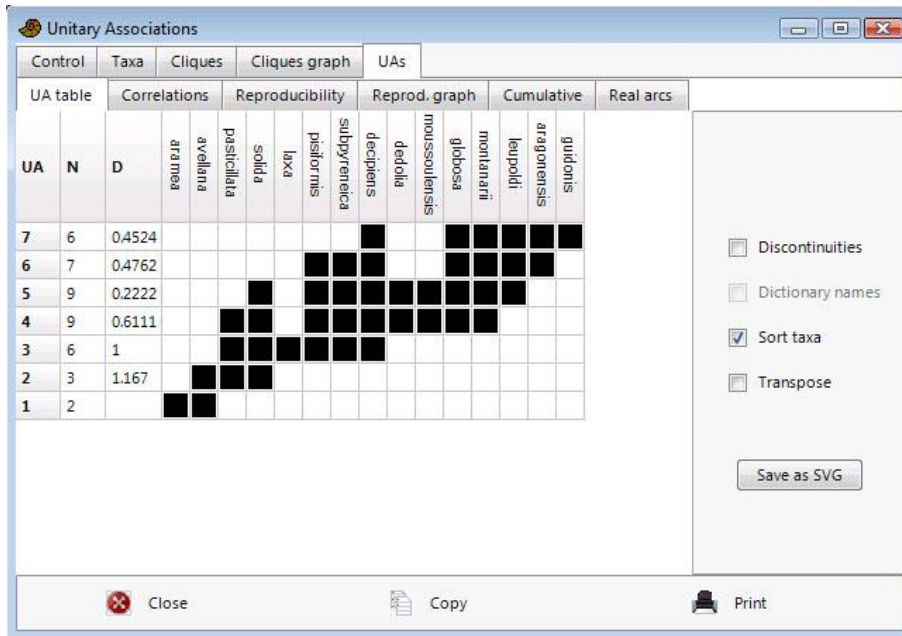 Unitary Associations
Control Taxa Cliques Cliques graph UAs
UA table Correlations Reproducibility Reprod. graph Cumulative Real arcs
UA N D aramea avellana pasticillata solida laxa pisiformis subpyreneica decipiens dedolia moussoulensis globosa montanarii leupoldi aragonensis guidonis
7 6 0.4524
6 7 0.4762
5 9 0.2222
4 9 0.6111
3 6 1
2 3 1.167
1 2
Discontinuities
Dictionary names
Sort taxa
Transpose
Save as SVG
Close Copy Print